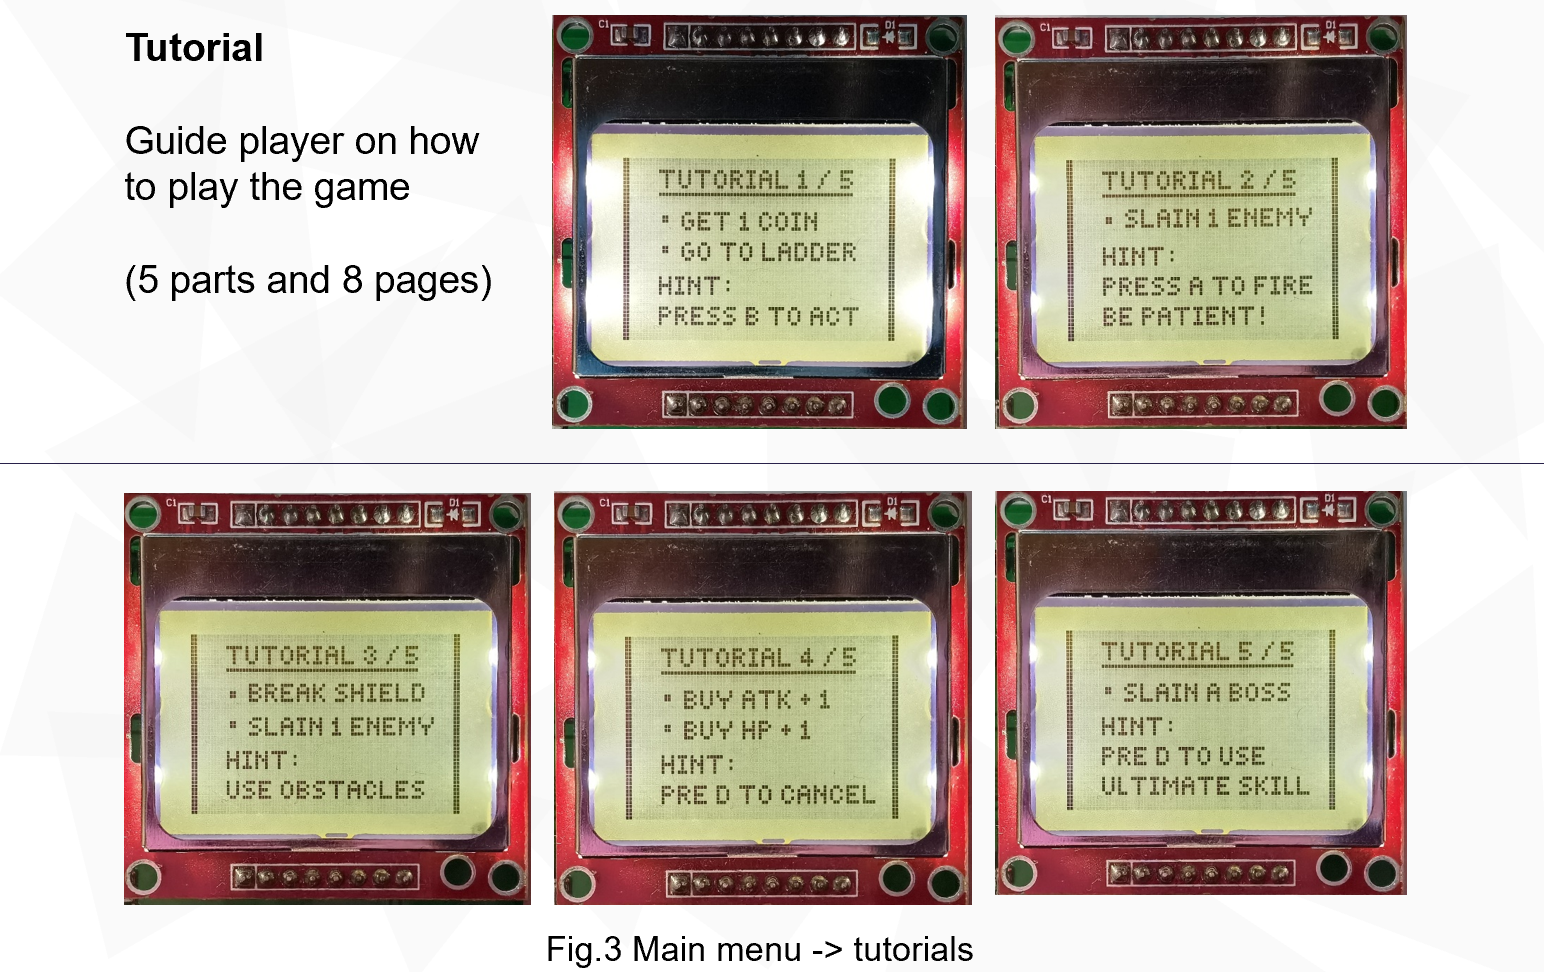 Tutorial
Guide player on how
to play the game
(5 parts and 8 pages)
C1
D1
TUTORIAL 1/5
▪ GET 1 COIN
▪ GO TO LADDER
HINT:
PRESS B TO ACT
C1
D1
TUTORIAL 2/5
▪ SLAIN 1 ENEMY
HINT:
PRESS A TO FIRE
BE PATIENT!
C1
D1
TUTORIAL 3/5
▪ BREAK SHIELD
▪ SLAIN 1 ENEMY
HINT:
USE OBSTACLES
C1
D1
TUTORIAL 4/5
▪ BUY ATK+1
▪ BUY HP+1
HINT:
PRE D TO CANCEL
C1
D1
TUTORIAL 5/5
▪ SLAIN A BOSS
HINT:
PRE D TO USE
ULTIMATE SKILL
Fig.3 Main menu -> tutorials